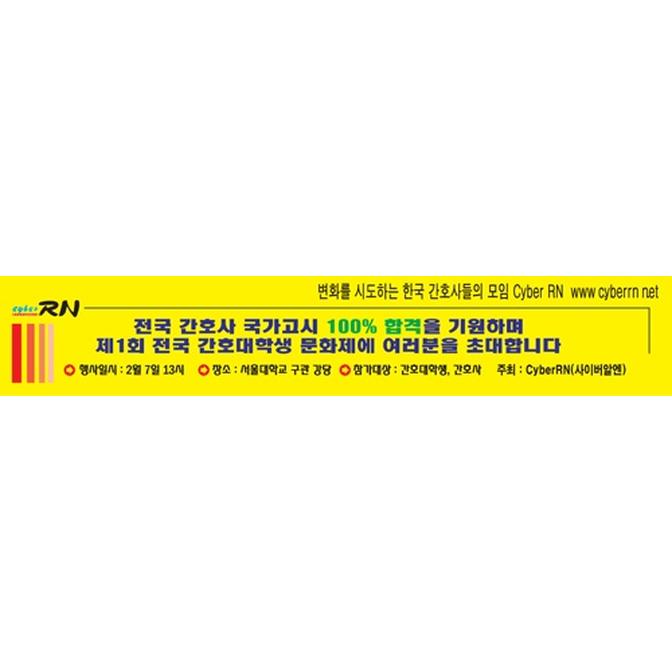 변화를 시도하는 한국 간호사들의 모임 Cyber RN www cyberrn net
cyber RN
전국 간호사 국가고시 100% 합격을 기원하며
제1회 전국 간호대학생 문화제에 여러분을 초대합니다
행사일시 : 2월 7일 13시 장소 : 서울대학교 구관 강당 참가대상 : 간호대학생, 간호사 주최 : CyberRN(사이버알엔)